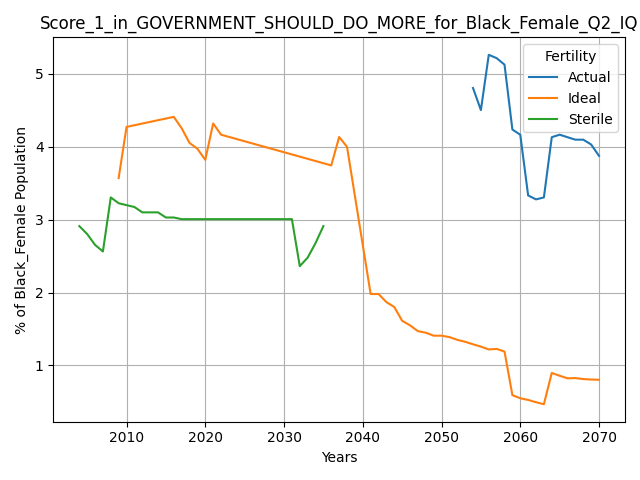 Score_1_in_GOVERNMENT_SHOULD_DO_MORE_for_Black_Female_Q2_IQ
Fertility
Actual
Ideal
Sterile
% of Black_Female Population
5
4
3
2
1
2010 2020 2030 2040 2050 2060 2070
Years